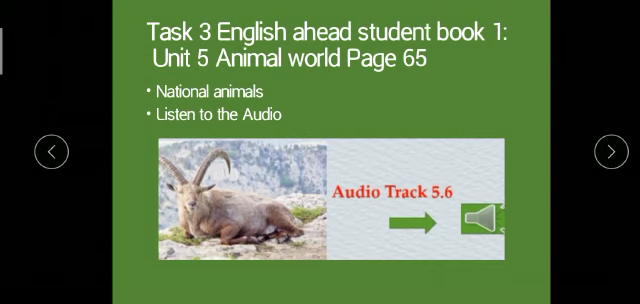 Task 3 English ahead student book 1:
Unit 5 Animal world Page 65
• National animals
• Listen to the Audio
Audio Track 5.6